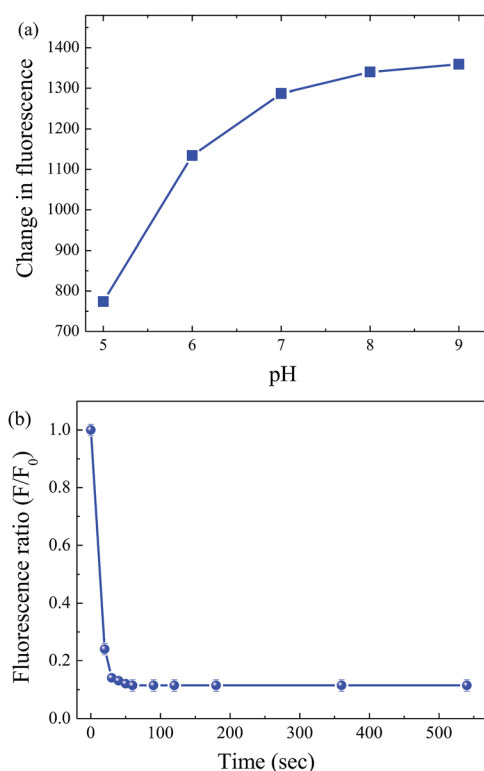 (a)
Change in fluorescence
1400
1300
1200
1100
1000
900
800
700
5 6 7 8 9
pH
(b)
Fluorescence ratio (F/F₀)
1.0
0.8
0.6
0.4
0.2
0.0
0 100 200 300 400 500
Time (sec)